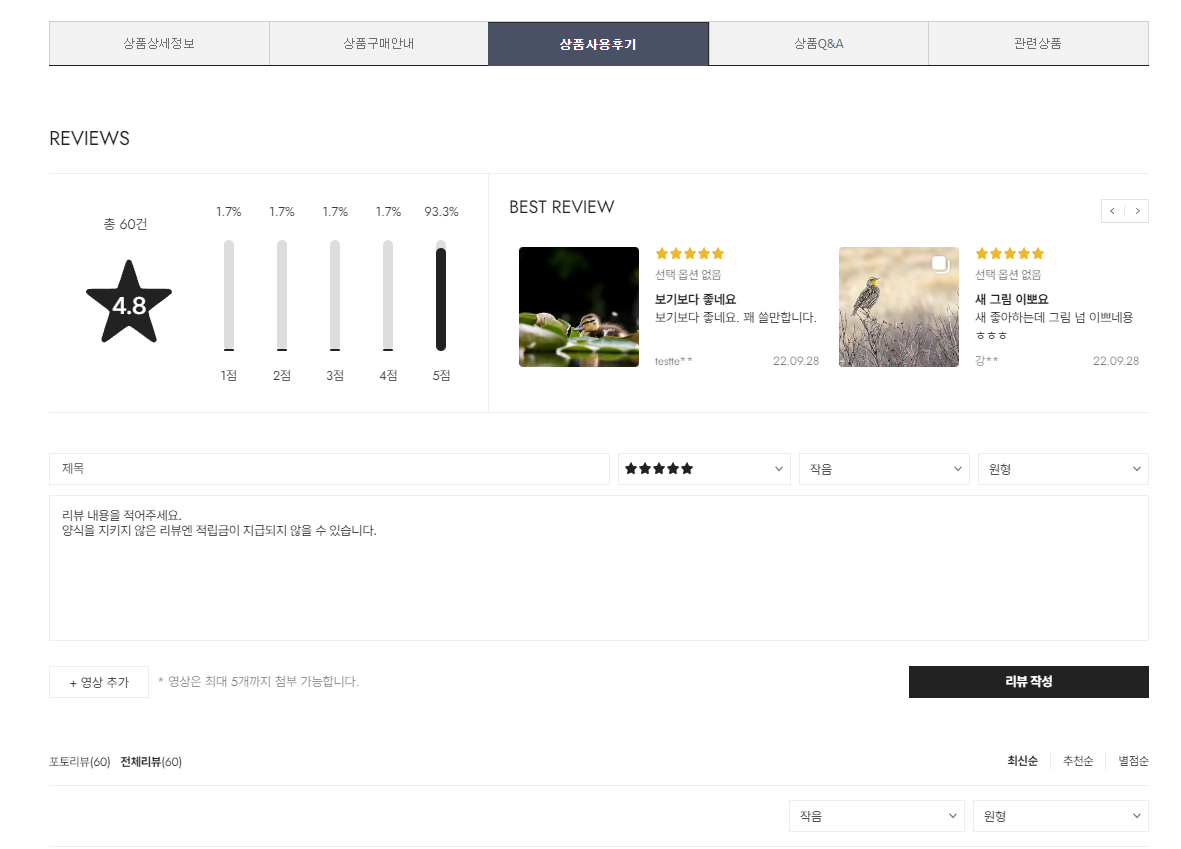 상품상세정보
상품구매안내
상품사용후기
상품Q&A
관련상품
REVIEWS
총 60건
4.8
1.7%
1.7%
1.7%
1.7%
93.3%
1점
2점
3점
4점
5점
BEST REVIEW
선택 옵션 없음
보기보다 좋네요
보기보다 좋네요. 꽤 쓸만합니다.
testte**
22.09.28
선택 옵션 없음
새 그림 이뽀요
새 좋아하는데 그림 넘 이쁘네용
ㅎㅎㅎ
강**
22.09.28
제목
작음
원형
리뷰 내용을 적어주세요.
양식을 지키지 않은 리뷰엔 적립금이 지급되지 않을 수 있습니다.
+ 영상 추가
* 영상은 최대 5개까지 첨부 가능합니다.
리뷰 작성
포토리뷰(60) 전체리뷰(60)
최신순
추천순
별점순
작음
원형